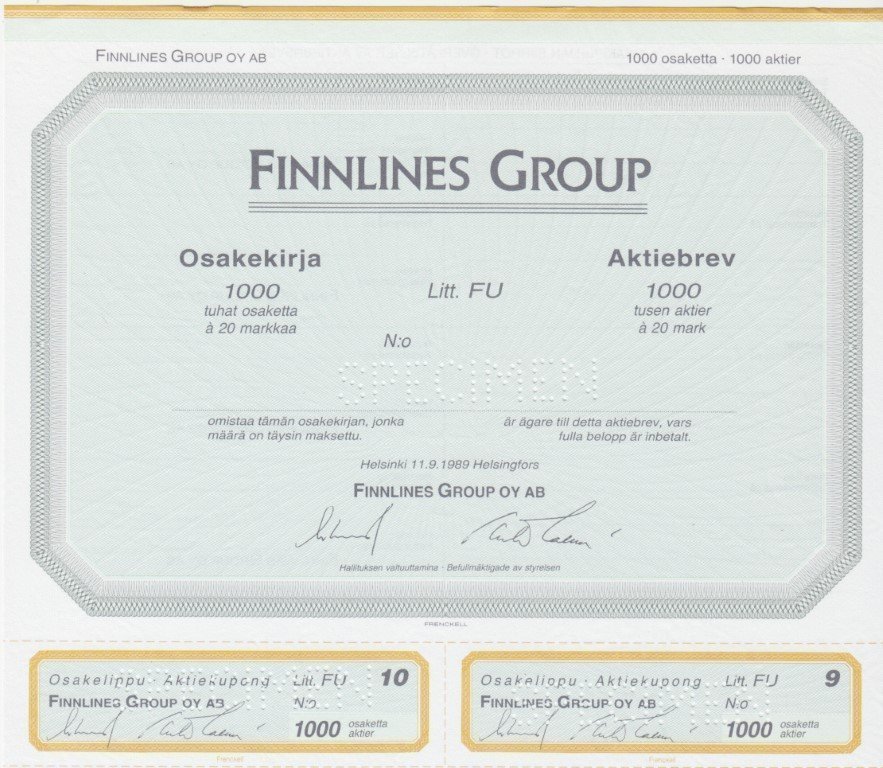 FINNLINES GROUP OY AB
1000 osaketta · 1000 aktier
FINNLINES GROUP
Osakekirja
1000
tuhat osaketta
à 20 markkaa
Litt. FU
Aktiebrev
1000
tusen aktier
à 20 mark
N:o
SPECIMEN
omistaa tämän osakekirjan, jonka
määrä on täysin maksettu.
är ägare till detta aktiebrev, vars
fulla belopp är inbetalt.
Helsinki 11.9.1989 Helsingfors
FINNLINES GROUP OY AB
Hallituksen valtuuttamina · Befullmäktigade av styrelsen
FRENCKELL
Osakelippu · Aktiekupong Litt. FU 10
FINNLINES GROUP OY AB N:o
1000 osaketta
aktier
Frenckell
Osakelippu · Aktiekupong Litt. FU 9
FINNLINES GROUP OY AB N:o
1000 osaketta
aktier
Frenckell